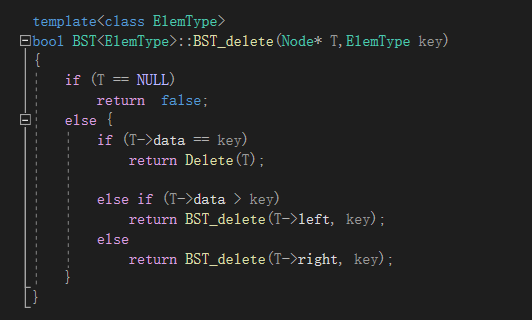 template<class ElemType>
bool BST<ElemType>::BST_delete(Node* T,ElemType key)
{
if (T == NULL)
return  false;
else {
if (T->data == key)
return Delete(T);
else if (T->data > key)
return BST_delete(T->left, key);
else
return BST_delete(T->right, key);
}
}